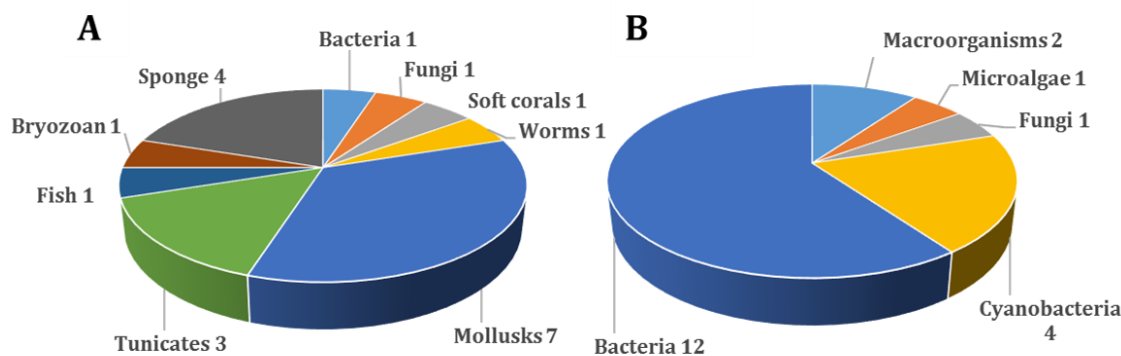 A
Bacteria 1
Fungi 1
Soft corals 1
Worms 1
Mollusks 7
Tunicates 3
Fish 1
Bryozoan 1
Sponge 4
B
Macroorganisms 2
Microalgae 1
Fungi 1
Cyanobacteria
4
Bacteria 12